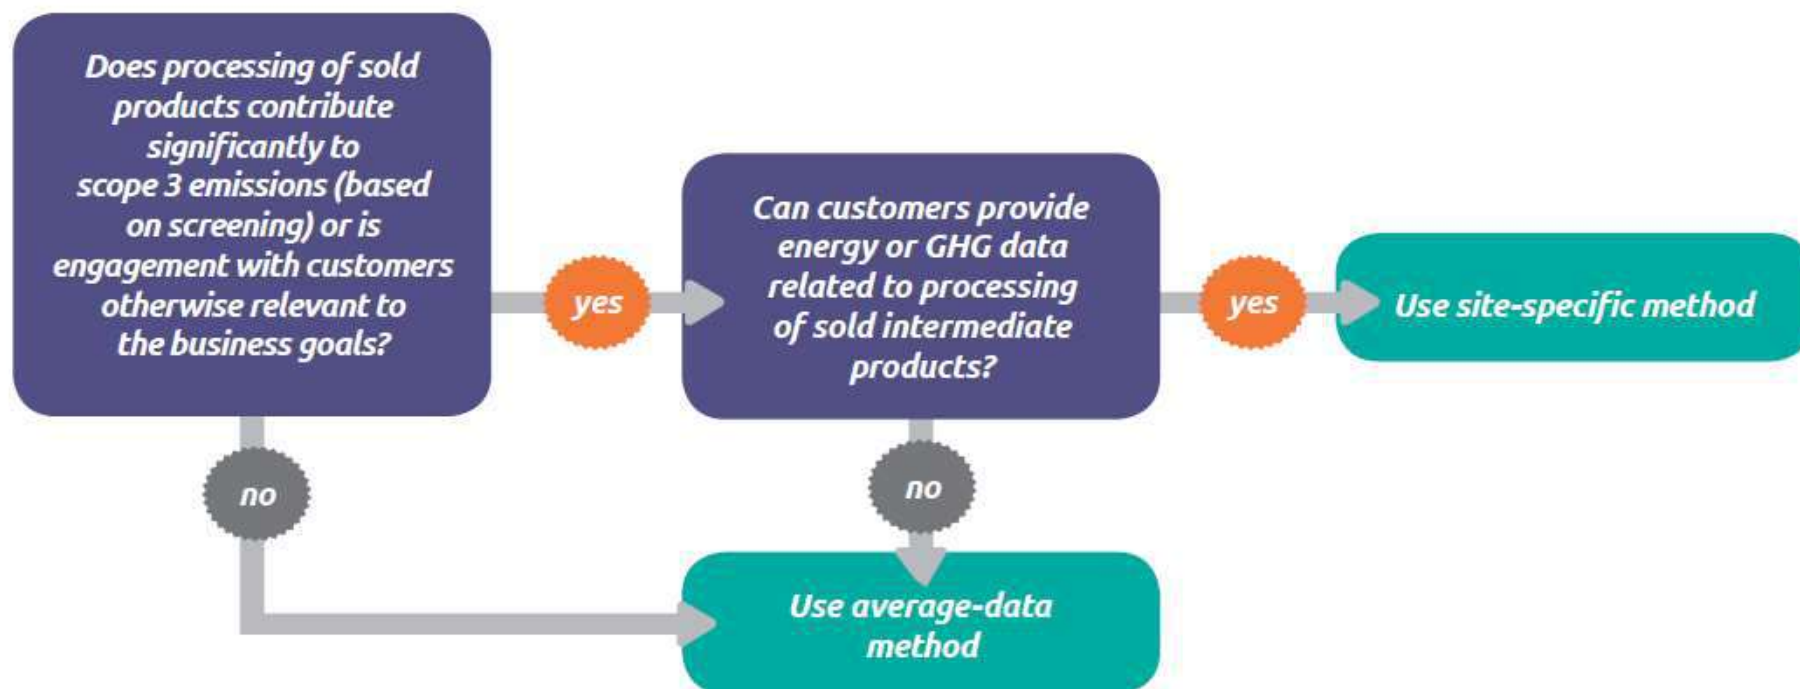 Does processing of sold
products contribute
significantly to
scope 3 emissions (based
on screening) or is
engagement with customers
otherwise relevant to
the business goals?
yes
Can customers provide
energy or GHG data
related to processing
of sold intermediate
products?
yes
Use site-specific method
no
no
Use average-data
method